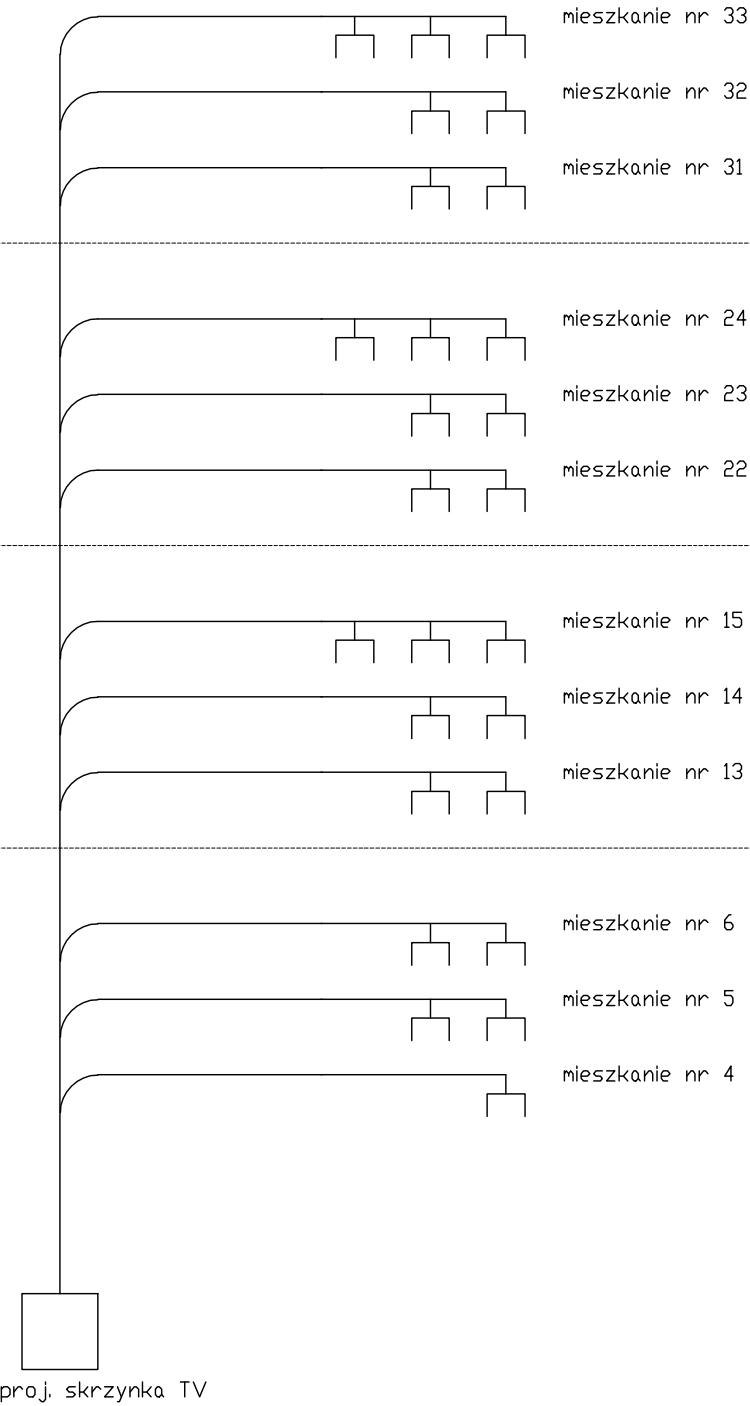 mieszkanie nr 33
mieszkanie nr 32
mieszkanie nr 31
mieszkanie nr 24
mieszkanie nr 23
mieszkanie nr 22
mieszkanie nr 15
mieszkanie nr 14
mieszkanie nr 13
mieszkanie nr 6
mieszkanie nr 5
mieszkanie nr 4
proj. skrzynka TV